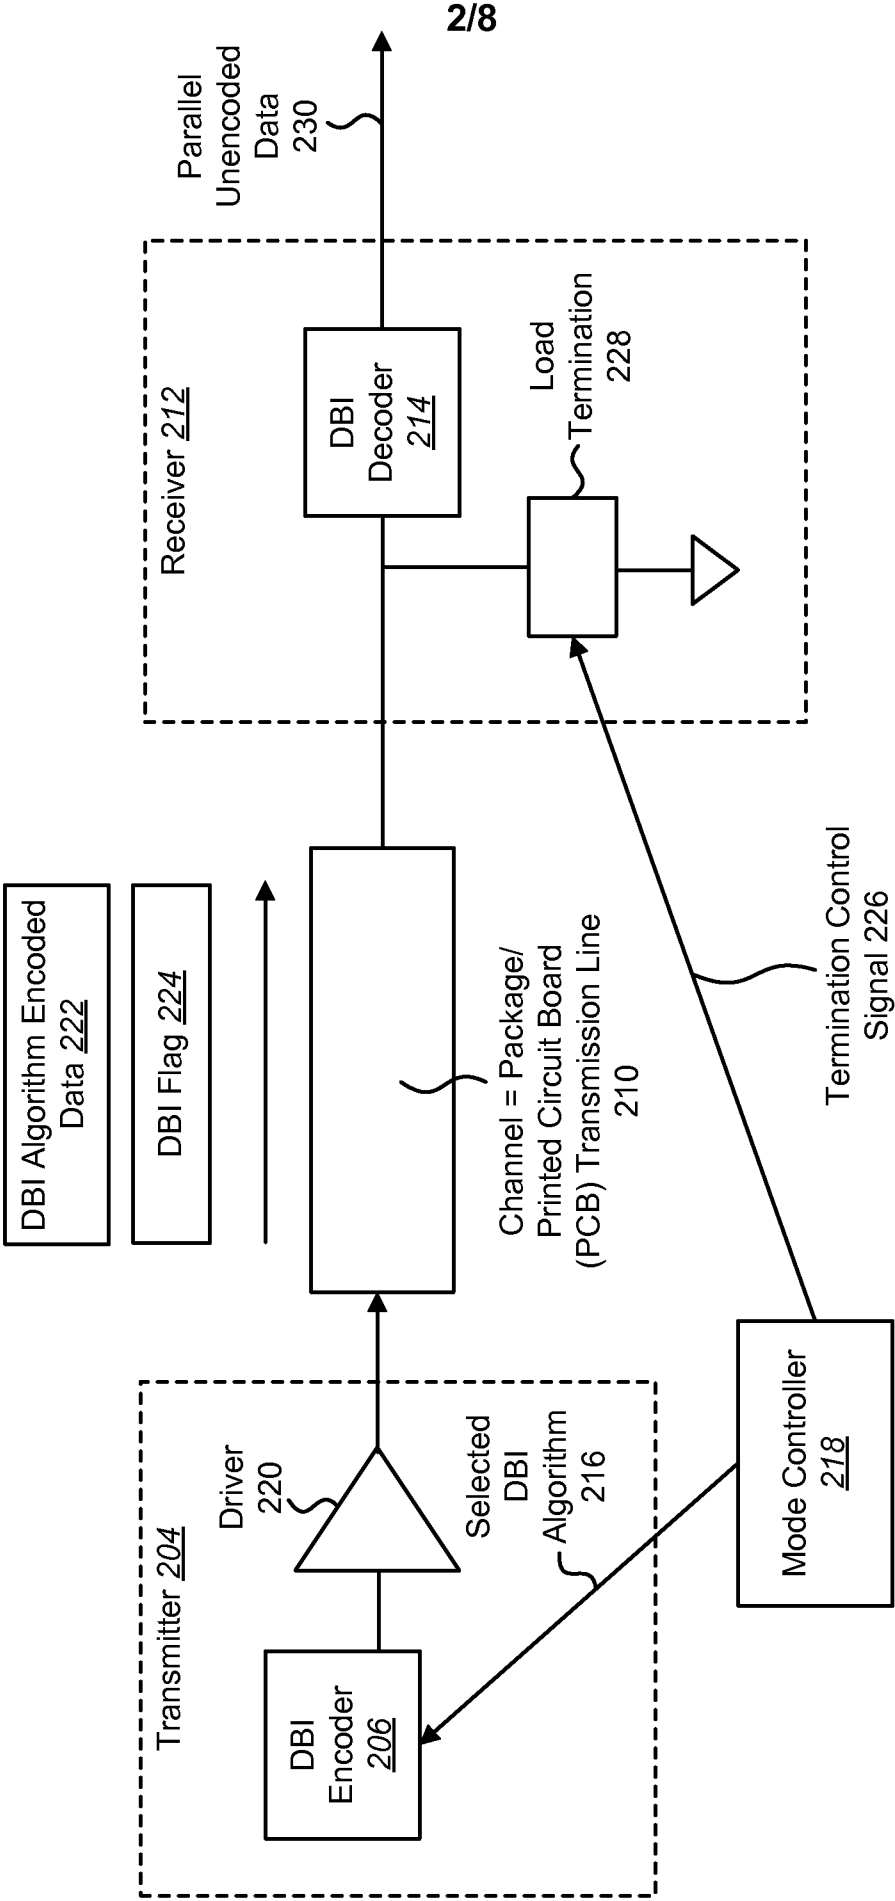 2/8
Transmitter 204
DBI
Encoder
206
Driver
220
Selected
DBI
Algorithm
216
Mode Controller
218
DBI Algorithm Encoded
Data 222
DBI Flag 224
Channel = Package/
Printed Circuit Board
(PCB) Transmission Line
210
Termination Control
Signal 226
Receiver 212
DBI
Decoder
214
Load
Termination
228
Parallel
Unencoded
Data
230